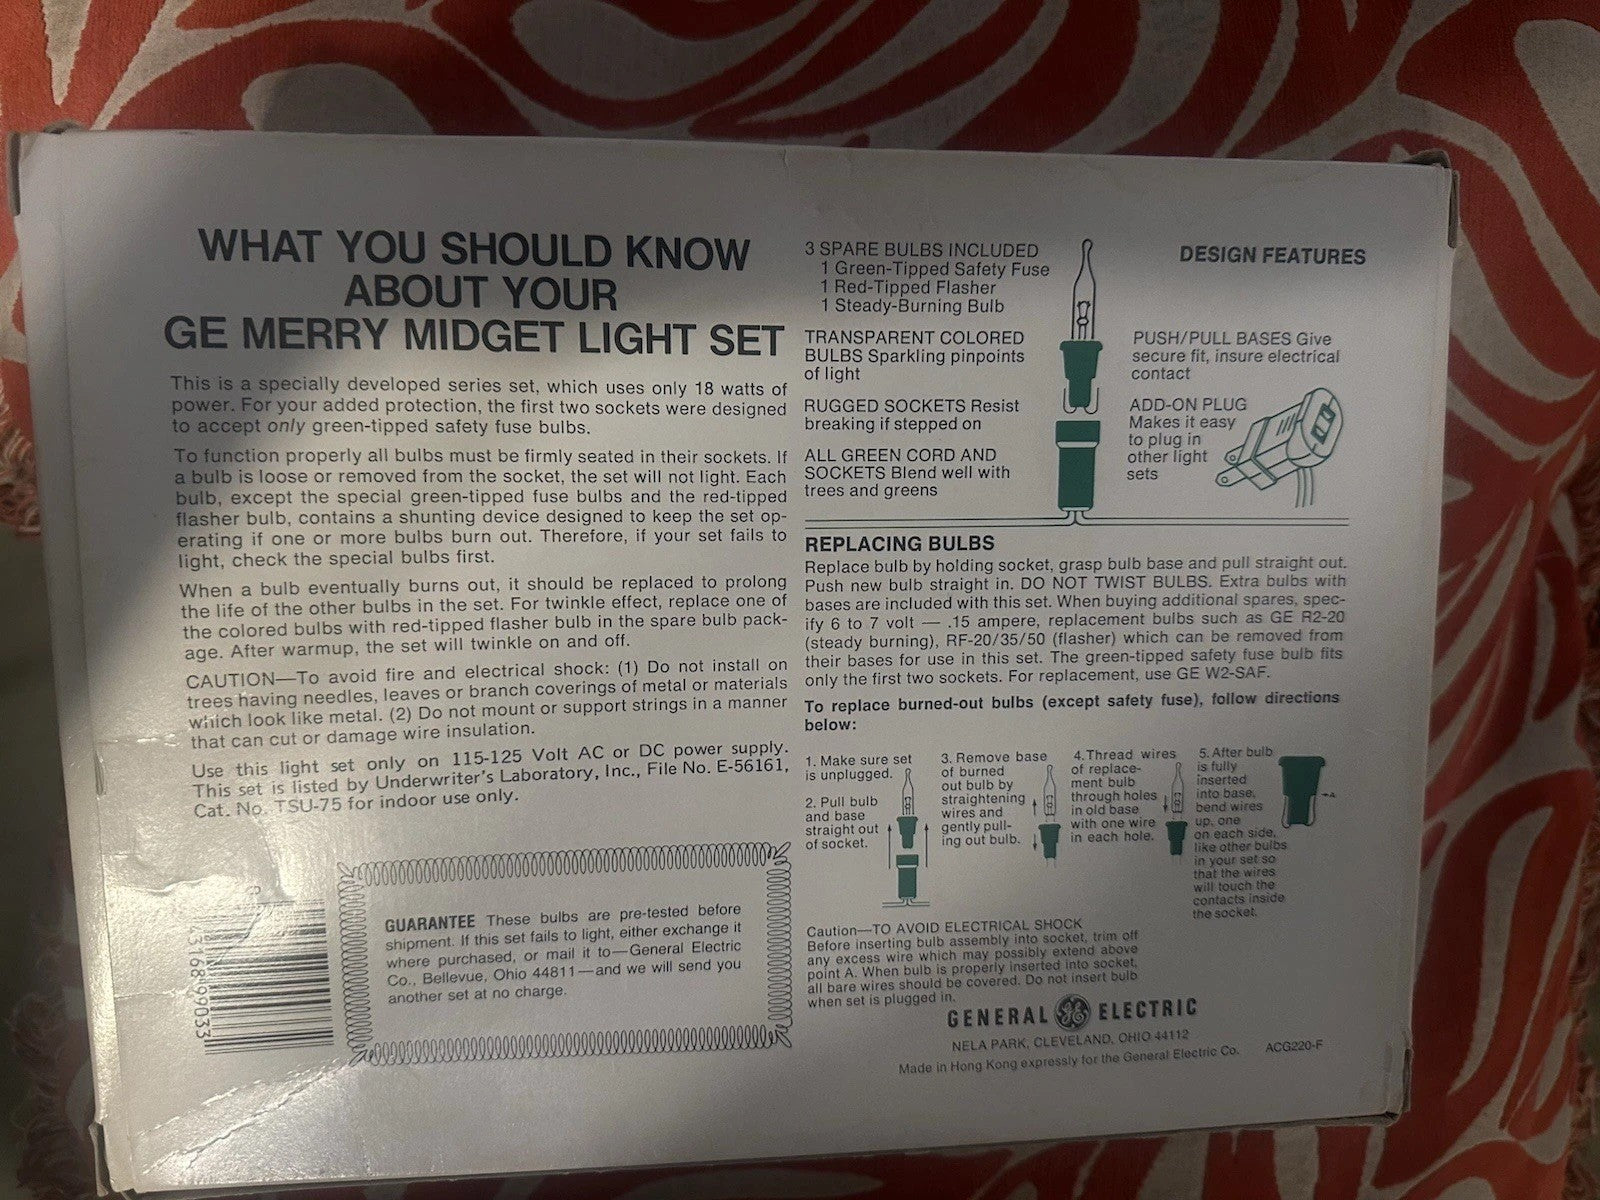 WHAT YOU SHOULD KNOW
ABOUT YOUR
GE MERRY MIDGET LIGHT SET
This is a specially developed series set, which uses only 18 watts of
power. For your added protection, the first two sockets were designed
to accept only green-tipped safety fuse bulbs.
To function properly all bulbs must be firmly seated in their sockets. If
a bulb is loose or removed from the socket, the set will not light. Each
bulb, except the special green-tipped fuse bulbs and the red-tipped
flasher bulb, contains a shunting device designed to keep the set op-
erating if one or more bulbs burn out. Therefore, if your set fails to
light, check the special bulbs first.
When a bulb eventually burns out, it should be replaced to prolong
the life of the other bulbs in the set. For twinkle effect, replace one of
the colored bulbs with red-tipped flasher bulb in the spare bulb pack-
age. After warmup, the set will twinkle on and off.
CAUTION—To avoid fire and electrical shock: (1) Do not install on
trees having needles, leaves or branch coverings of metal or materials
which look like metal. (2) Do not mount or support strings in a manner
that can cut or damage wire insulation.
Use this light set only on 115-125 Volt AC or DC power supply.
This set is listed by Underwriter's Laboratory, Inc., File No. E-56161,
Cat. No. TSU-75 for indoor use only.
GUARANTEE These bulbs are pre-tested before
shipment. If this set fails to light, either exchange it
where purchased, or mail it to—General Electric
Co., Bellevue, Ohio 44811—and we will send you
another set at no charge.
3 SPARE BULBS INCLUDED
1 Green-Tipped Safety Fuse
1 Red-Tipped Flasher
1 Steady-Burning Bulb
TRANSPARENT COLORED
BULBS Sparkling pinpoints
of light
RUGGED SOCKETS Resist
breaking if stepped on
ALL GREEN CORD AND
SOCKETS Blend well with
trees and greens
DESIGN FEATURES
PUSH/PULL BASES Give
secure fit, insure electrical
contact
ADD-ON PLUG
Makes it easy
to plug in
other light
sets
REPLACING BULBS
Replace bulb by holding socket, grasp bulb base and pull straight out.
Push new bulb straight in. DO NOT TWIST BULBS. Extra bulbs with
bases are included with this set. When buying additional spares, spec-
ify 6 to 7 volt — .15 ampere, replacement bulbs such as GE R2-20
(steady burning), RF-20/35/50 (flasher) which can be removed from
their bases for use in this set. The green-tipped safety fuse bulb fits
only the first two sockets. For replacement, use GE W2-SAF.
To replace burned-out bulbs (except safety fuse), follow directions
below:
1. Make sure set
is unplugged.
2. Pull bulb
and base
straight out
of socket.
3. Remove base
of burned
out bulb by
straightening
wires and
gently pull-
ing out bulb.
4. Thread wires
of replace-
ment bulb
through holes
in old base
with one wire
in each hole.
5. After bulb
is fully
inserted
into base,
bend wires
up, one
on each side,
like other bulbs
in your set so
that the wires
will touch the
contacts inside
the socket.
A
Caution—TO AVOID ELECTRICAL SHOCK
Before inserting bulb assembly into socket, trim off
any excess wire which may possibly extend above
point A. When bulb is properly inserted into socket,
all bare wires should be covered. Do not insert bulb
when set is plugged in.
GENERAL GE ELECTRIC
NELA PARK, CLEVELAND, OHIO 44112
Made in Hong Kong expressly for the General Electric Co.
ACG220-F